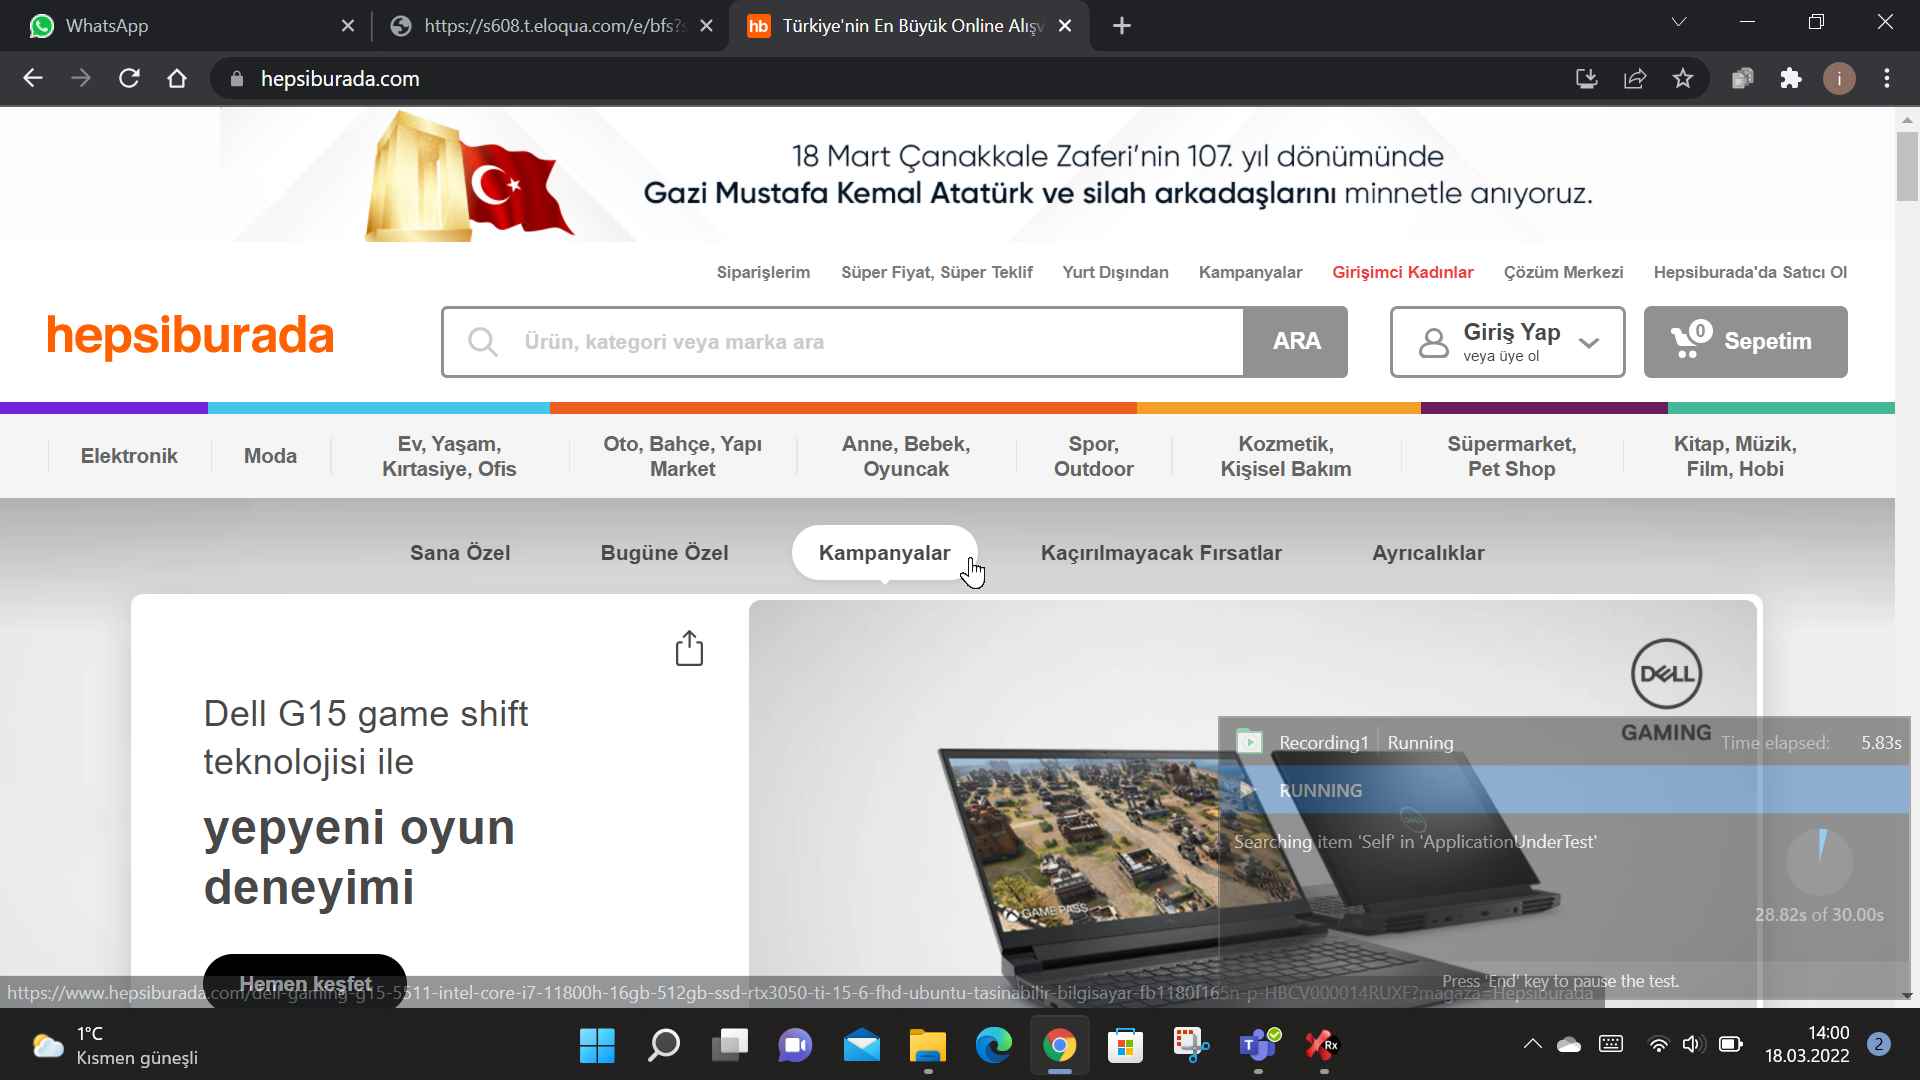 WhatsApp
https://s608.t.eloqua.com/e/bfs?s
hb Türkiye'nin En Büyük Online Alışv
hepsiburada.com
i
18 Mart Çanakkale Zaferi'nin 107. yıl dönümünde
Gazi Mustafa Kemal Atatürk ve silah arkadaşlarını minnetle anıyoruz.
Siparişlerim Süper Fiyat, Süper Teklif Yurt Dışından Kampanyalar Girişimci Kadınlar Çözüm Merkezi Hepsiburada'da Satıcı Ol
hepsiburada
Ürün, kategori veya marka ara
ARA
Giriş Yap
veya üye ol
0 Sepetim
Elektronik
Moda
Ev, Yaşam,
Kırtasiye, Ofis
Oto, Bahçe, Yapı
Market
Anne, Bebek,
Oyuncak
Spor,
Outdoor
Kozmetik,
Kişisel Bakım
Süpermarket,
Pet Shop
Kitap, Müzik,
Film, Hobi
Sana Özel Bugüne Özel Kampanyalar Kaçırılmayacak Fırsatlar Ayrıcalıklar
Dell G15 game shift
teknolojisi ile
yepyeni oyun
deneyimi
Hemen keşfet
DELL
GAMING
GAME PASS
Recording1 Running Time elapsed: 5.83s
RUNNING
Searching item 'Self' in 'ApplicationUnderTest'
28.82s of 30.00s
Press 'End' key to pause the test.
https://www.hepsiburada.com/dell-gaming-g15-5511-intel-core-i7-11800h-16gb-512gb-ssd-rtx3050-ti-15-6-fhd-ubuntu-tasinabilir-bilgisayar-fb1180f165n-p-HBCV000014RUXF?magaza=Hepsiburada
1°C
Kısmen güneşli
T
Rx
14:00
18.03.2022
2